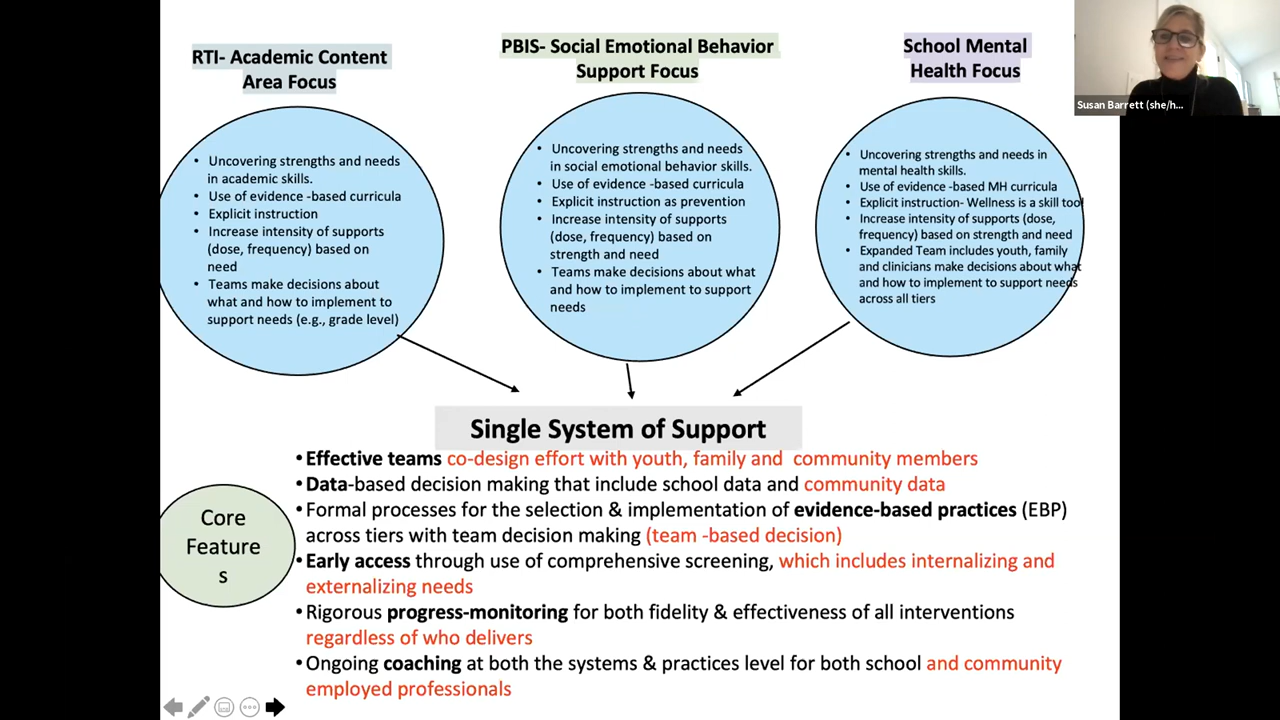 RTI- Academic Content
Area Focus
• Uncovering strengths and needs
in academic skills.
• Use of evidence -based curricula
• Explicit instruction
• Increase intensity of supports
(dose, frequency) based on
need
• Teams make decisions about
what and how to implement to
support needs (e.g., grade level)
PBIS- Social Emotional Behavior
Support Focus
• Uncovering strengths and needs
in social emotional behavior skills.
• Use of evidence -based curricula
• Explicit instruction as prevention
• Increase intensity of supports
(dose, frequency) based on
strength and need
• Teams make decisions about what
and how to implement to support
needs
School Mental
Health Focus
• Uncovering strengths and needs in
mental health skills.
• Use of evidence -based MH curricula
• Explicit instruction- Wellness is a skill too!
• Increase intensity of supports (dose,
frequency) based on strength and need
• Expanded Team includes youth, family
and clinicians make decisions about what
and how to implement to support needs
across all tiers
Susan Barrett (she/h...
Single System of Support
Core
Feature
s
• Effective teams co-design effort with youth, family and community members
• Data-based decision making that include school data and community data
• Formal processes for the selection & implementation of evidence-based practices (EBP)
across tiers with team decision making (team -based decision)
• Early access through use of comprehensive screening, which includes internalizing and
externalizing needs
• Rigorous progress-monitoring for both fidelity & effectiveness of all interventions
regardless of who delivers
• Ongoing coaching at both the systems & practices level for both school and community
employed professionals